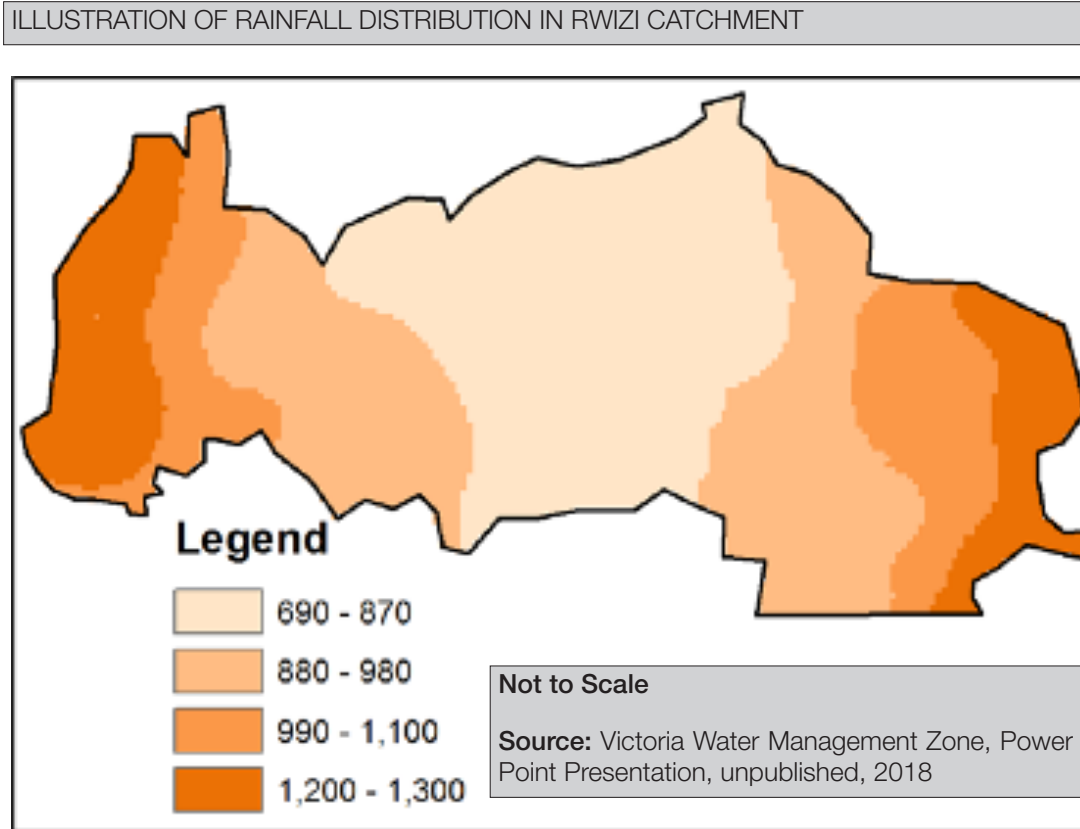 ILLUSTRATION OF RAINFALL DISTRIBUTION IN RWIZI CATCHMENT
Legend
690 - 870
880 - 980
990 - 1,100
1,200 - 1,300
Not to Scale
Source: Victoria Water Management Zone, Power
Point Presentation, unpublished, 2018